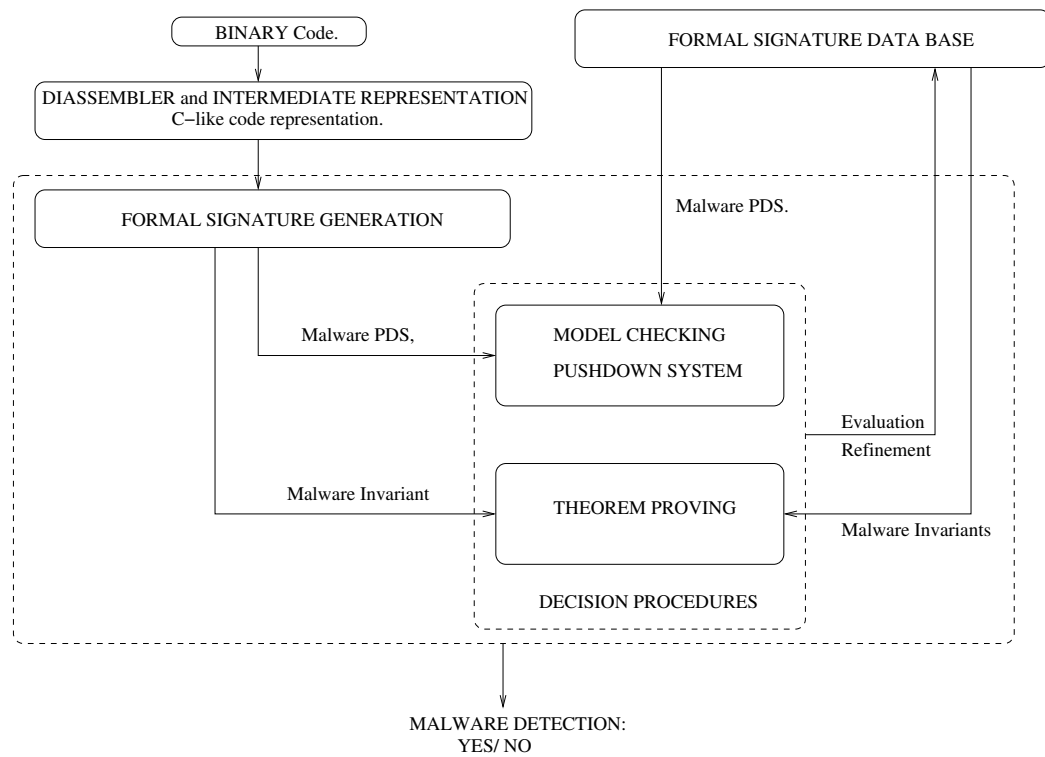 BINARY Code.
FORMAL SIGNATURE DATA BASE
DIASSEMBLER and INTERMEDIATE REPRESENTATION
C−like code representation.
FORMAL SIGNATURE GENERATION
Malware PDS.
Malware PDS,
MODEL CHECKING
PUSHDOWN SYSTEM
Evaluation
Refinement
Malware Invariant
THEOREM PROVING
Malware Invariants
DECISION PROCEDURES
MALWARE DETECTION:
YES/ NO